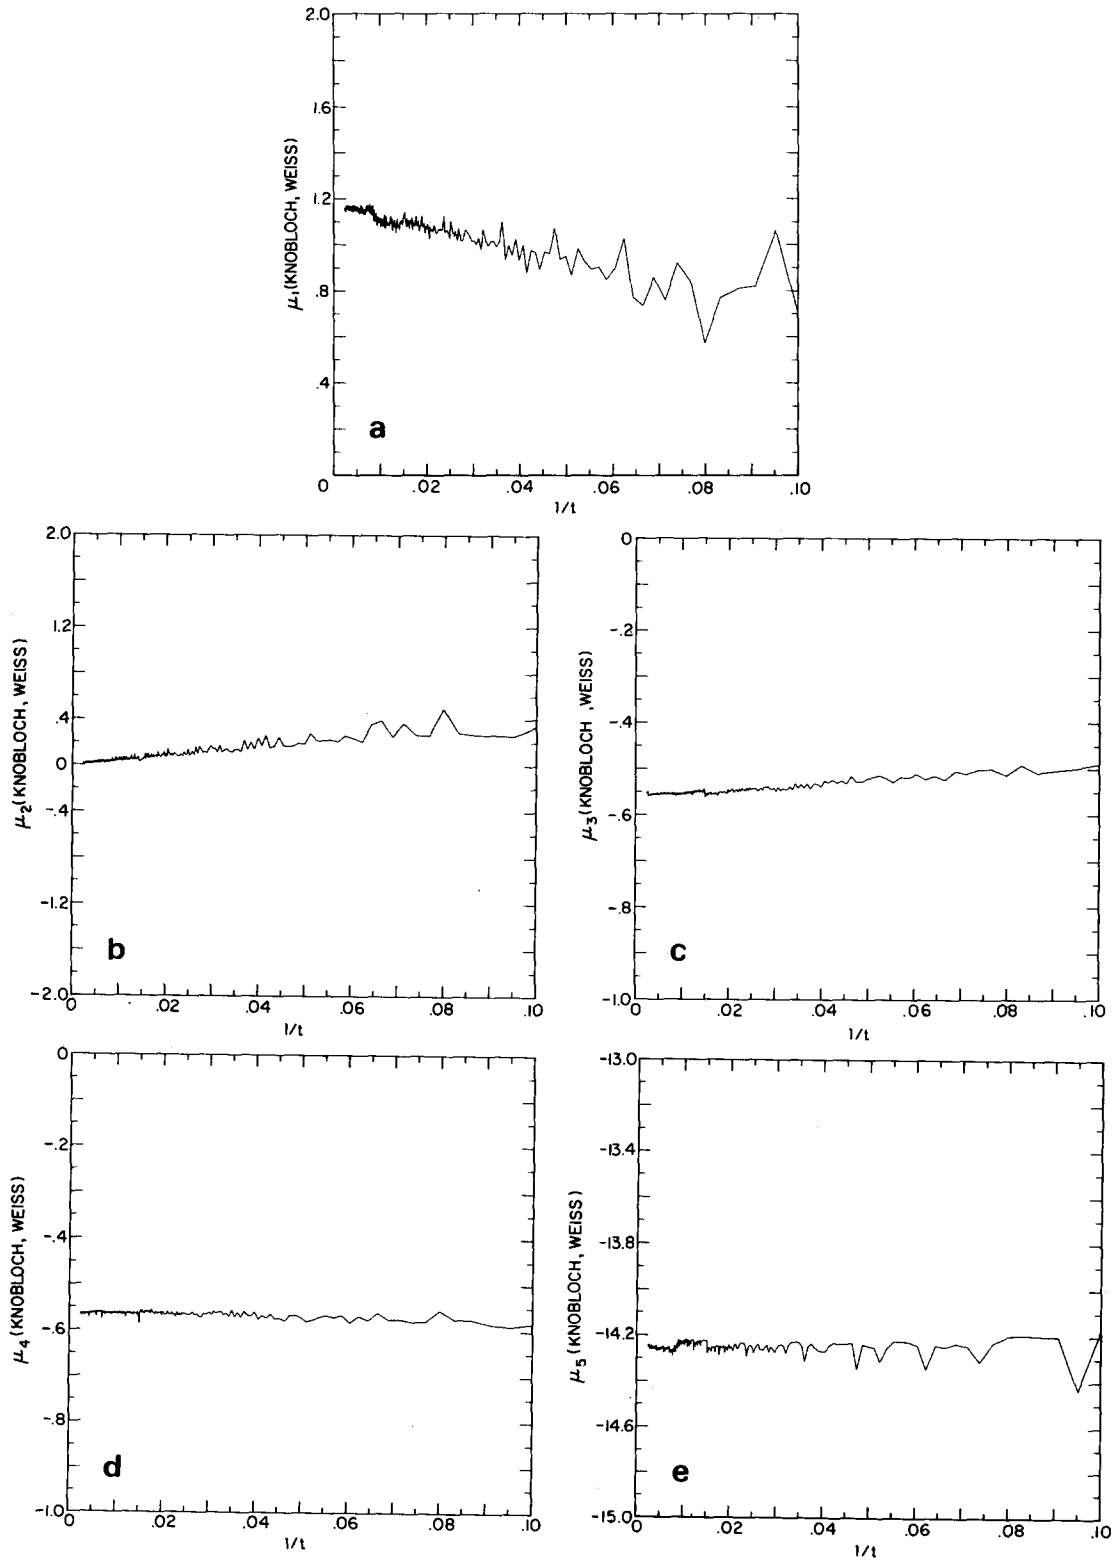 2.0
1.6
1.2
.8
.4
0 .02 .04 .06 .08 .10
μ₁(KNOBLOCH, WEISS)
a
1/t
2.0
1.2
.4
0
-.4
-1.2
-2.0
0 .02 .04 .06 .08 .10
μ₂(KNOBLOCH, WEISS)
b
1/t
0
-.2
-.4
-.6
-.8
-1.0
0 .02 .04 .06 .08 .10
μ₃(KNOBLOCH ,WEISS)
c
1/t
0
-.2
-.4
-.6
-.8
-1.0
0 .02 .04 .06 .08 .10
μ₄(KNOBLOCH, WEISS)
d
1/t
-13.0
-13.4
-13.8
-14.2
-14.6
-15.0
0 .02 .04 .06 .08 .10
μ₅(KNOBLOCH, WEISS)
e
1/t